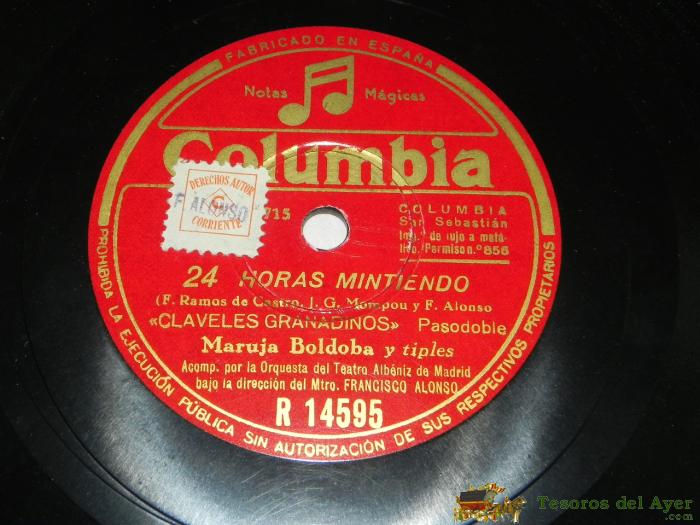 FABRICADO EN ESPAÑA
Notas Mágicas
Columbia
DERECHOS AUTOR
F ALONSO
CORRIENTE
715
COLUMBIA
San Sebastián
Imp. de lujo a metá-
lico. Permiso n.º 856
24 HORAS MINTIENDO
(F. Ramos de Castro, J. G. Mompou y F. Alonso
«CLAVELES GRANADINOS» Pasodoble
Maruja Boldoba y tiples
Acomp. por la Orquesta del Teatro Albéniz de Madrid
bajo la dirección del Mtro. FRANCISCO ALONSO
R 14595
PROHIBIDA LA EJECUCIÓN PÚBLICA SIN AUTORIZACIÓN DE SUS RESPECTIVOS PROPIETARIOS
Tesoros del Ayer
.com